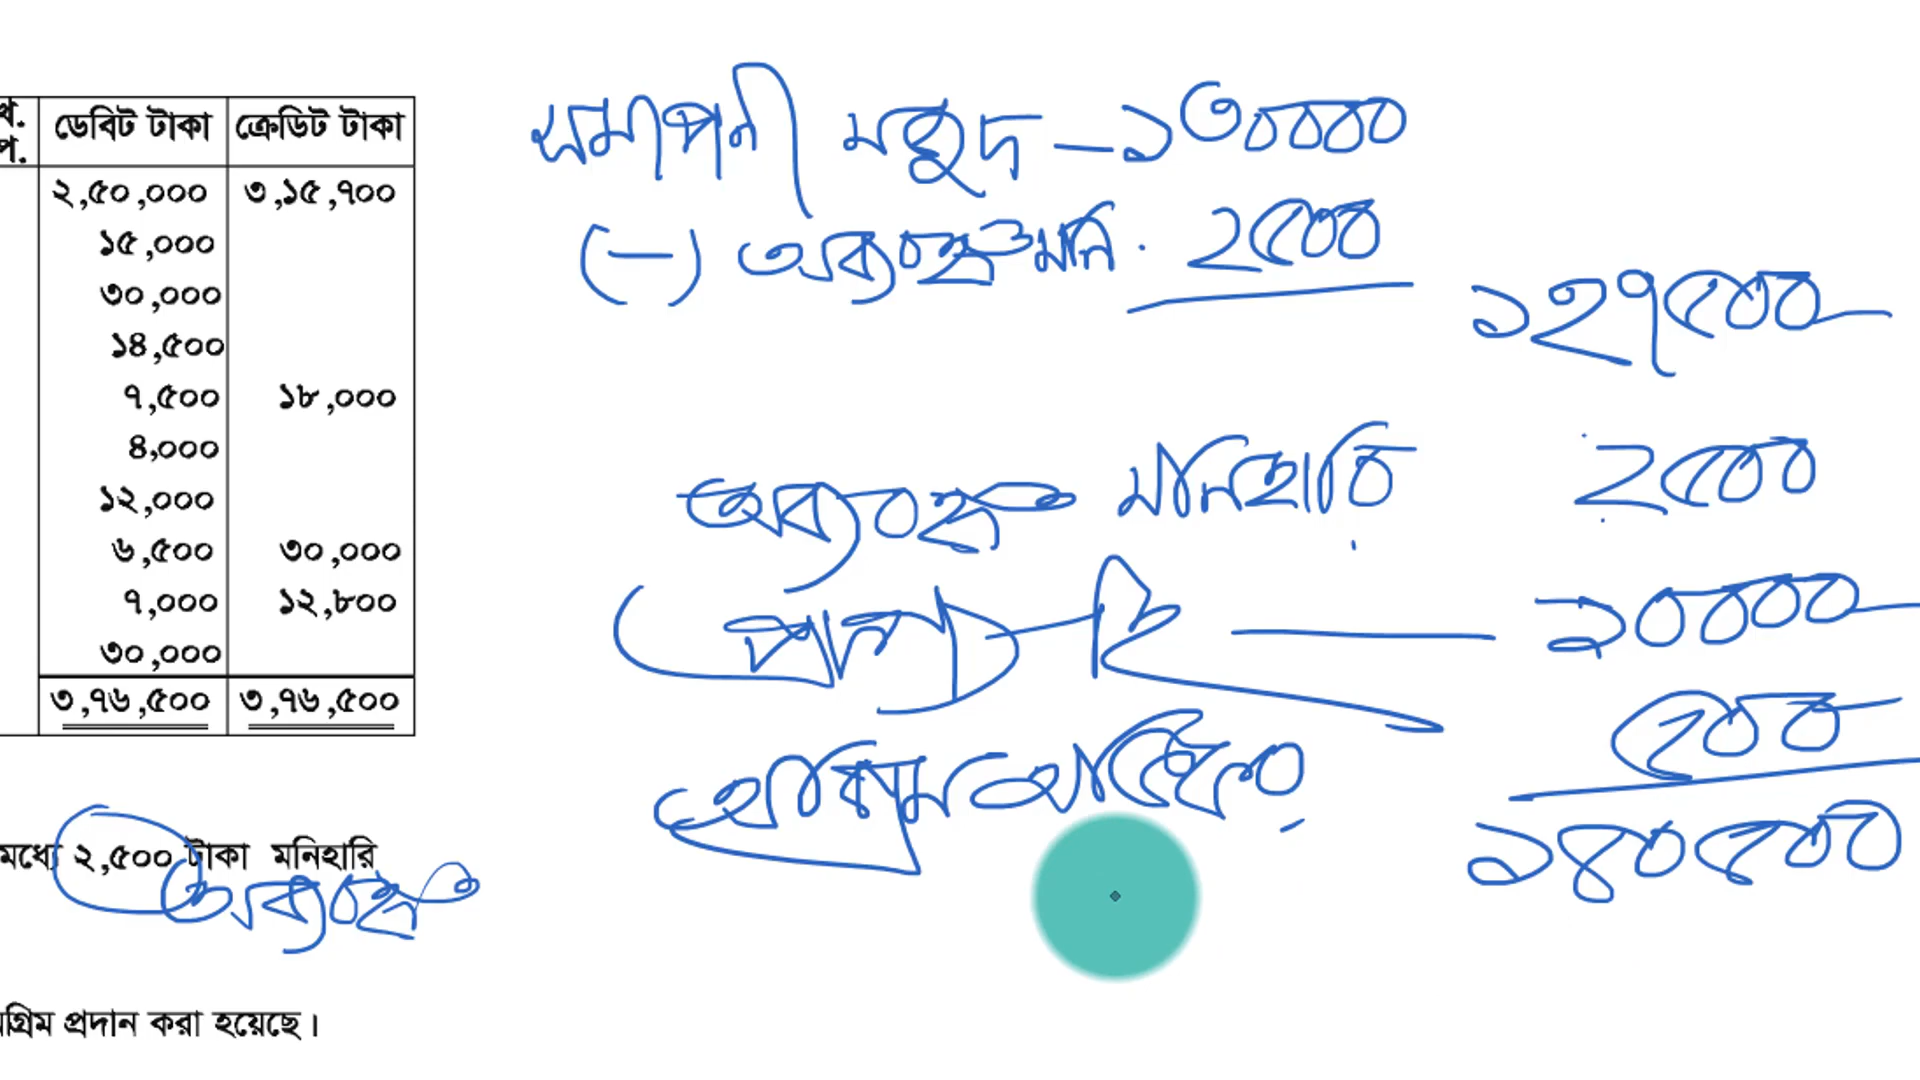 খ. ডেবিট টাকা ক্রেডিট টাকা
প.
২,৫০,০০০ ৩,১৫,৭০০
১৫,০০০
৩০,০০০
১৪,৫০০
৭,৫০০ ১৮,০০০
৪,০০০
১২,০০০
৬,৫০০ ৩০,০০০
৭,০০০ ১২,৮০০
৩০,০০০
৩,৭৬,৫০০ ৩,৭৬,৫০০
মধ্যে ২,৫০০ টাকা মনিহারি
অব্যবহৃত
গ্রিম প্রদান করা হয়েছে।
সমাপনী মজুদ – ১৩০০০০
(–) অব্যবহৃত মনি. ২৫০০
১২৭৫০০
অব্যবহৃত মনিহারি ২৫০০
১০০০০
৫০০
১৪০৫০০